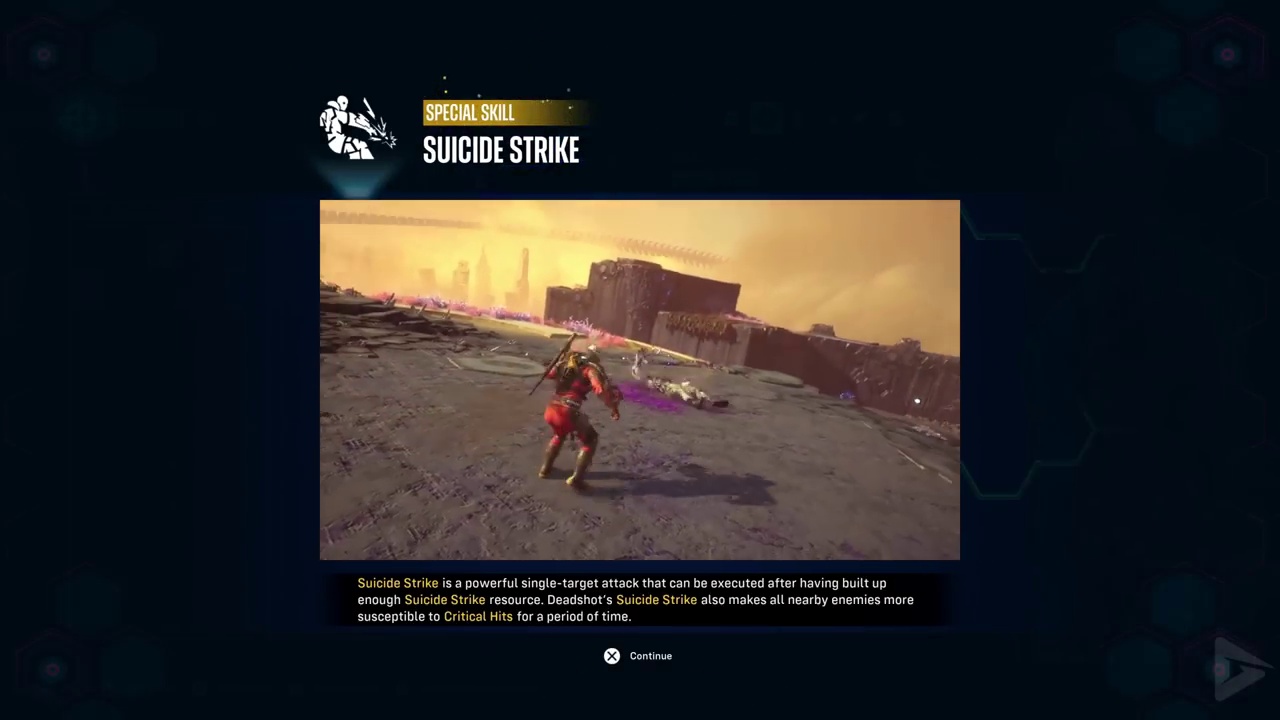 SPECIAL SKILL
SUICIDE STRIKE
Suicide Strike is a powerful single-target attack that can be executed after having built up
enough Suicide Strike resource. Deadshot's Suicide Strike also makes all nearby enemies more
susceptible to Critical Hits for a period of time.
Continue